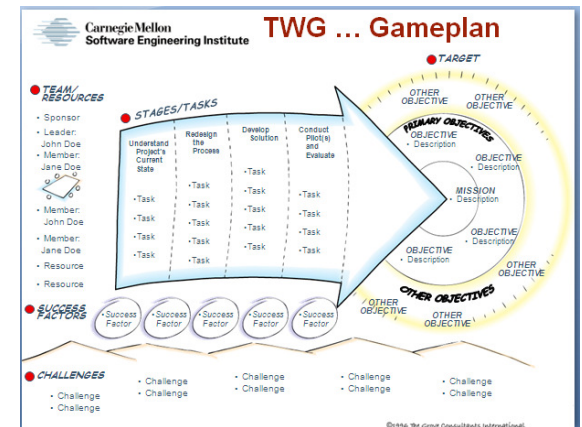 Carnegie Mellon
Software Engineering Institute
TWG ... Gameplan
TEAM/
RESOURCES
• Sponsor
• Leader:
John Doe
• Member:
Jane Doe
• Member:
John Doe
• Member:
Jane Doe
• Resource
• Resource
STAGES/TASKS
Understand
Project's
Current
State
•Task
•Task
•Task
•Task
Redesign
the
Process
•Task
•Task
•Task
•Task
•Task
Develop
Solution
•Task
•Task
•Task
•Task
•Task
Conduct
Pilot(s)
and
Evaluate
•Task
•Task
•Task
•Task
TARGET
OTHER
OBJECTIVE
OTHER
OBJECTIVE
PRIMARY OBJECTIVES
OBJECTIVE
• Description
OBJECTIVE
• Description
MISSION
• Description
OBJECTIVE
• Description
OBJECTIVE
• Description
OTHER
OBJECTIVE
OTHER OBJECTIVES
OTHER
OBJECTIVE
OTHER
OBJECTIVE
SUCCESS
FACTORS
•Success
Factor
•Success
Factor
•Success
Factor
•Success
Factor
•Success
Factor
CHALLENGES
• Challenge
• Challenge
• Challenge
• Challenge
• Challenge
• Challenge
• Challenge
• Challenge
• Challenge
• Challenge
©1996 The Grove Consultants International